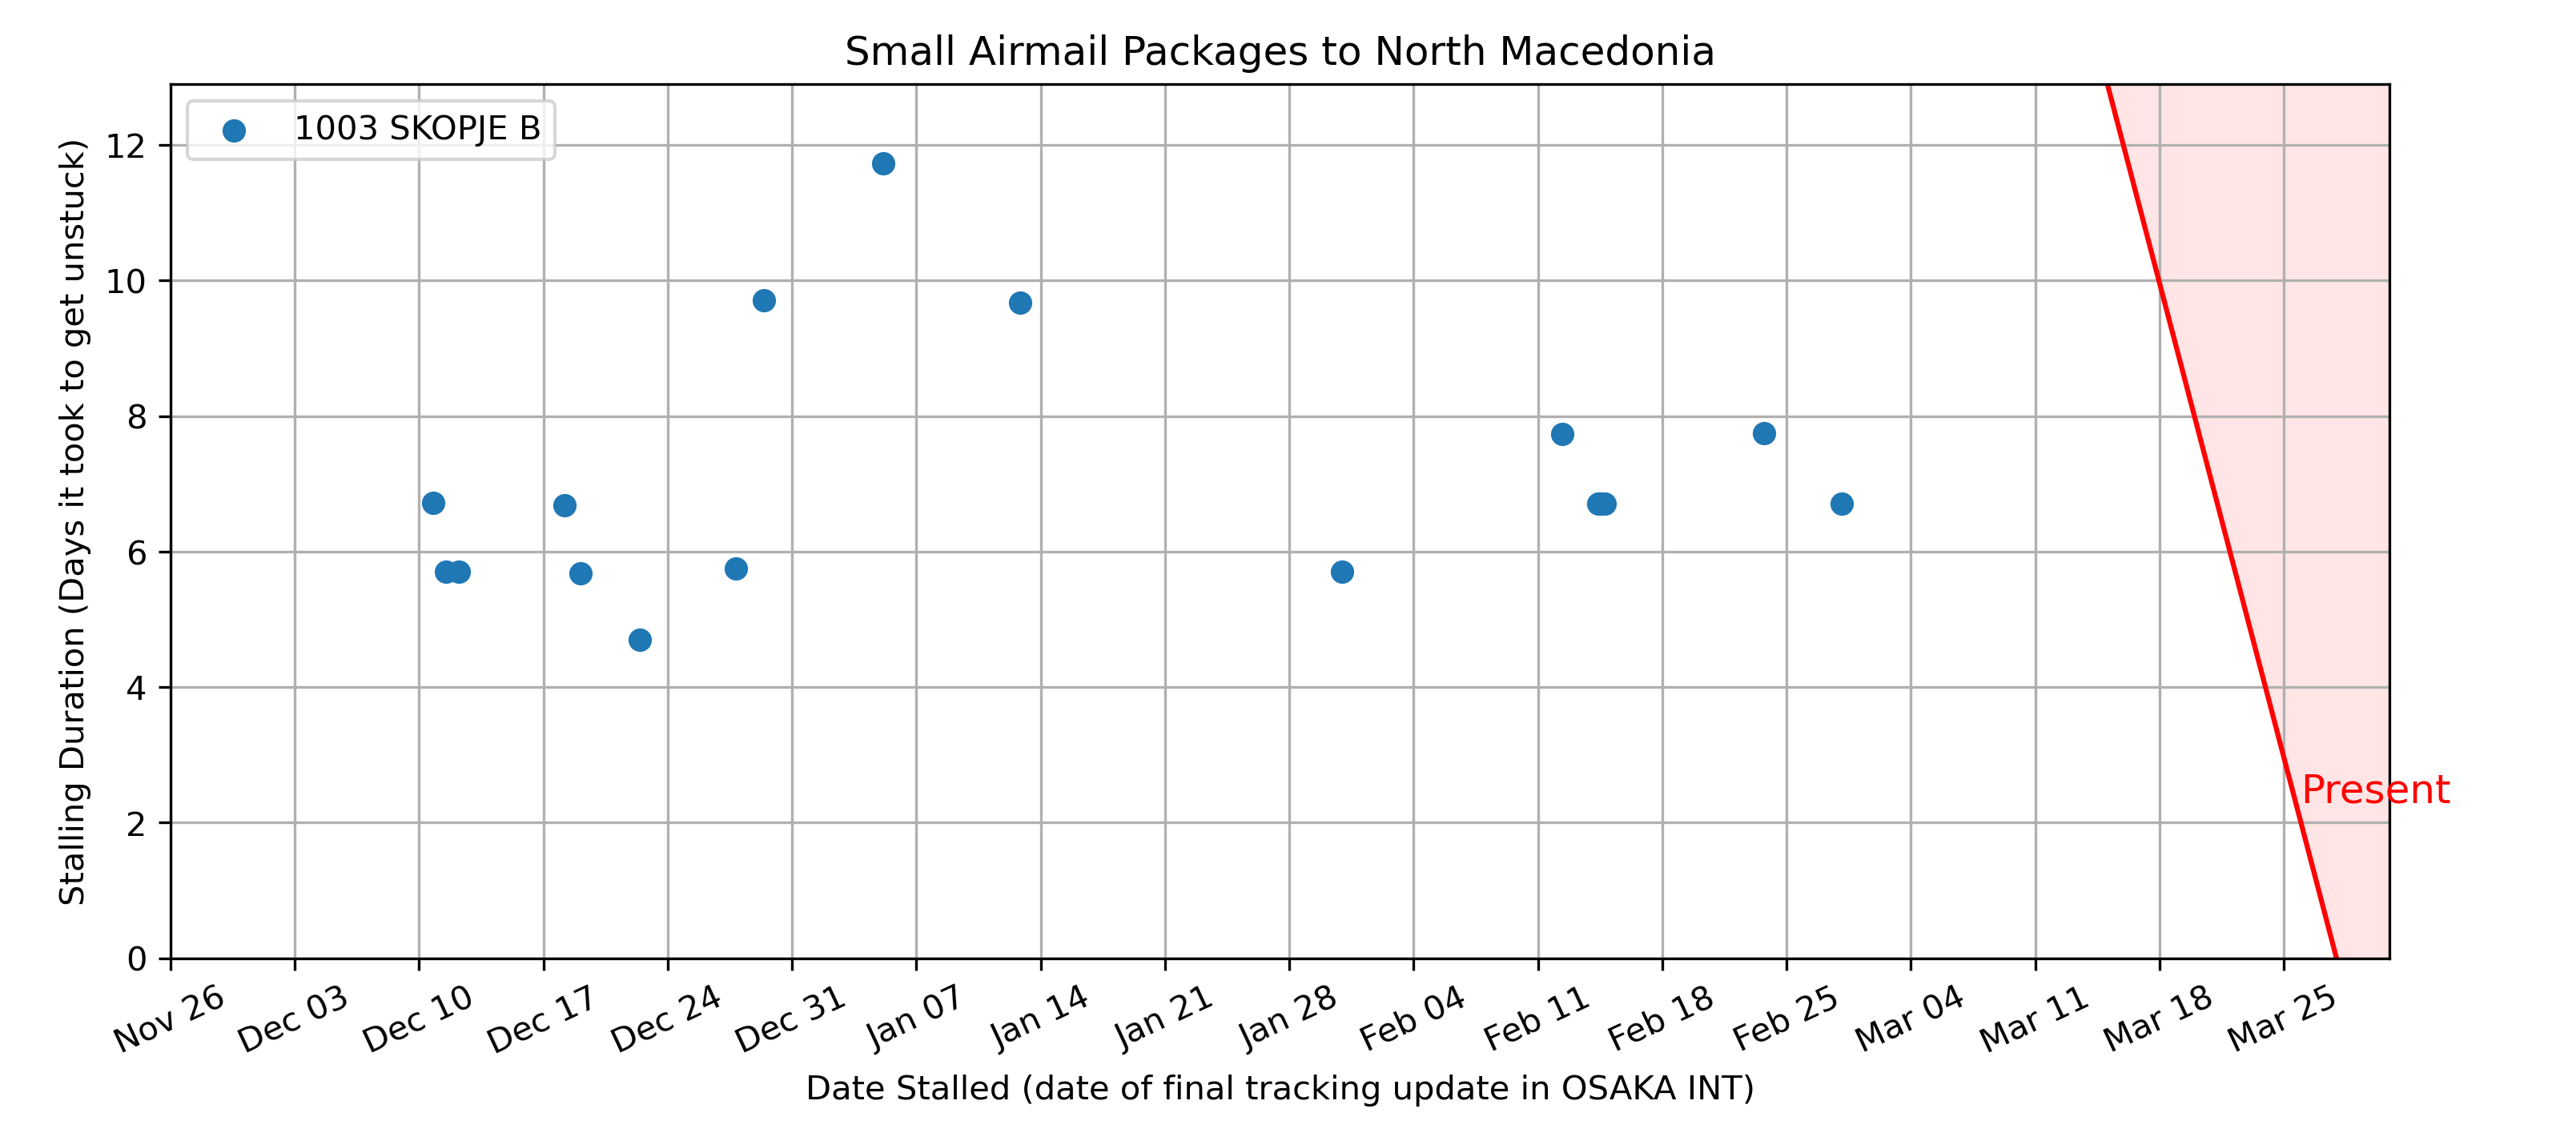 Small Airmail Packages to North Macedonia
1003 SKOPJE B
Stalling Duration (Days it took to get unstuck)
12
10
8
6
4
2
0
Present
Nov 26
Dec 03
Dec 10
Dec 17
Dec 24
Dec 31
Jan 07
Jan 14
Jan 21
Jan 28
Feb 04
Feb 11
Feb 18
Feb 25
Mar 04
Mar 11
Mar 18
Mar 25
Date Stalled (date of final tracking update in OSAKA INT)